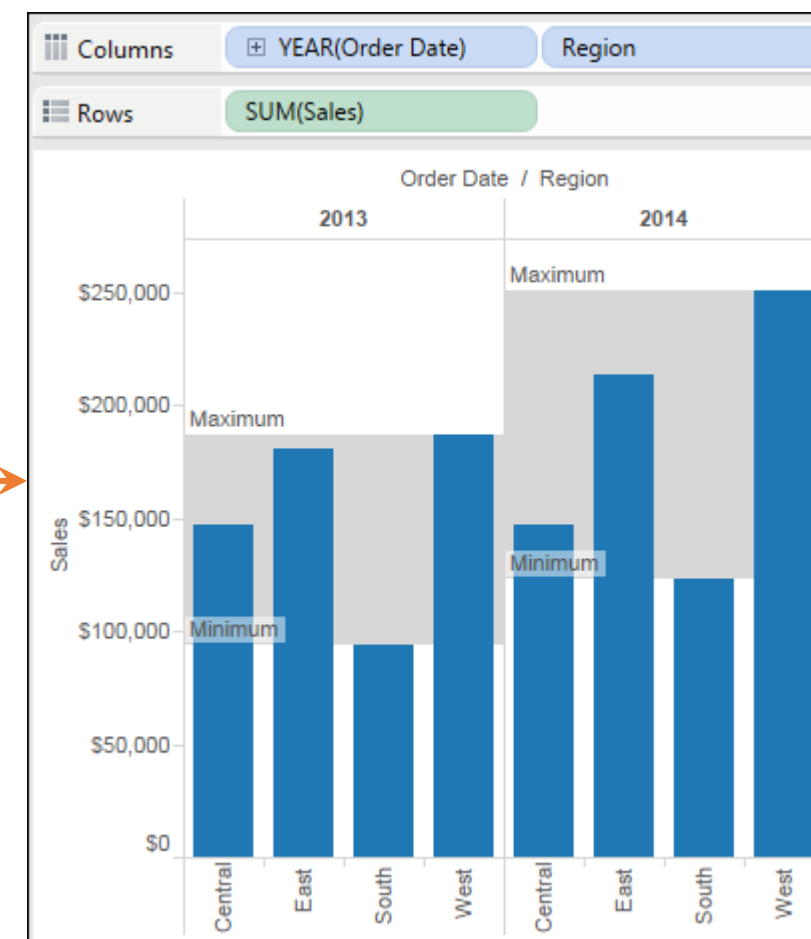 Columns YEAR(Order Date) Region
Rows SUM(Sales)
Order Date / Region
2013 2014
Maximum
$250,000
$200,000
Maximum
$150,000
Sales
Minimum
$100,000 Minimum
$50,000
$0
Central East South West Central East South West